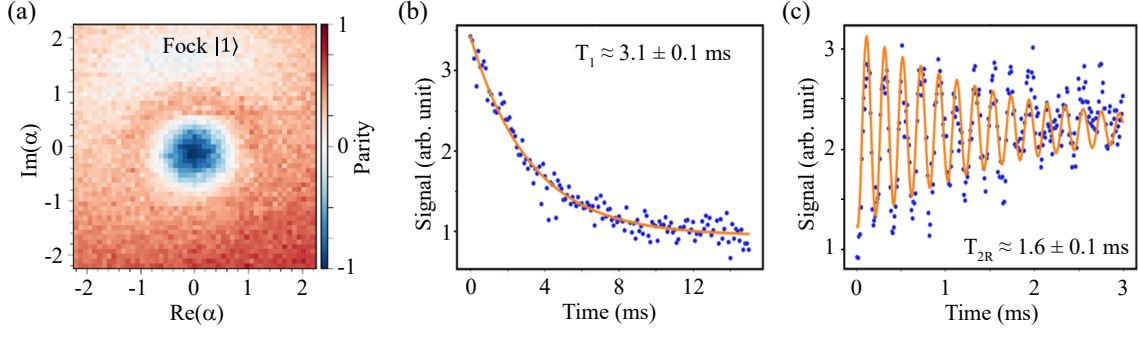 (a)
Fock |1⟩
Im(α)
2
1
0
-1
-2
-2
-1
0
1
2
Re(α)
1
0
-1
Parity
(b)
T1 ≈ 3.1 ± 0.1 ms
Signal (arb. unit)
3
2
1
0
4
8
12
Time (ms)
(c)
T2R ≈ 1.6 ± 0.1 ms
Signal (arb. unit)
3
2
1
0
1
2
3
Time (ms)